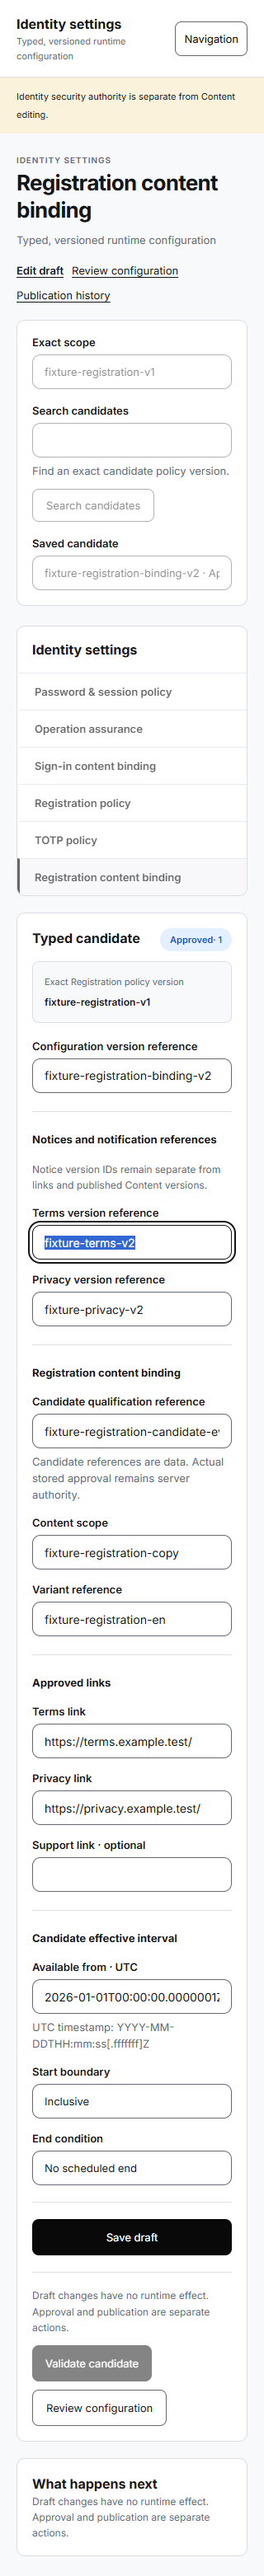 Identity settings
Typed, versioned runtime
configuration
Navigation
Identity security authority is separate from Content
editing.
IDENTITY SETTINGS
Registration content
binding
Typed, versioned runtime configuration
Edit draft Review configuration
Publication history
Exact scope
fixture-registration-v1
Search candidates
Find an exact candidate policy version.
Search candidates
Saved candidate
fixture-registration-binding-v2 · Ap
Identity settings
Password & session policy
Operation assurance
Sign-in content binding
Registration policy
TOTP policy
Registration content binding
Typed candidate
Approved· 1
Exact Registration policy version
fixture-registration-v1
Configuration version reference
fixture-registration-binding-v2
Notices and notification references
Notice version IDs remain separate from
links and published Content versions.
Terms version reference
fixture-terms-v2
Privacy version reference
fixture-privacy-v2
Registration content binding
Candidate qualification reference
fixture-registration-candidate-e
Candidate references are data. Actual
stored approval remains server
authority.
Content scope
fixture-registration-copy
Variant reference
fixture-registration-en
Approved links
Terms link
https://terms.example.test/
Privacy link
https://privacy.example.test/
Support link · optional
Candidate effective interval
Available from · UTC
2026-01-01T00:00:00.0000001Z
UTC timestamp: YYYY-MM-
DDTHH:mm:ss[.fffffff]Z
Start boundary
Inclusive
End condition
No scheduled end
Save draft
Draft changes have no runtime effect.
Approval and publication are separate
actions.
Validate candidate
Review configuration
What happens next
Draft changes have no runtime effect.
Approval and publication are separate
actions.